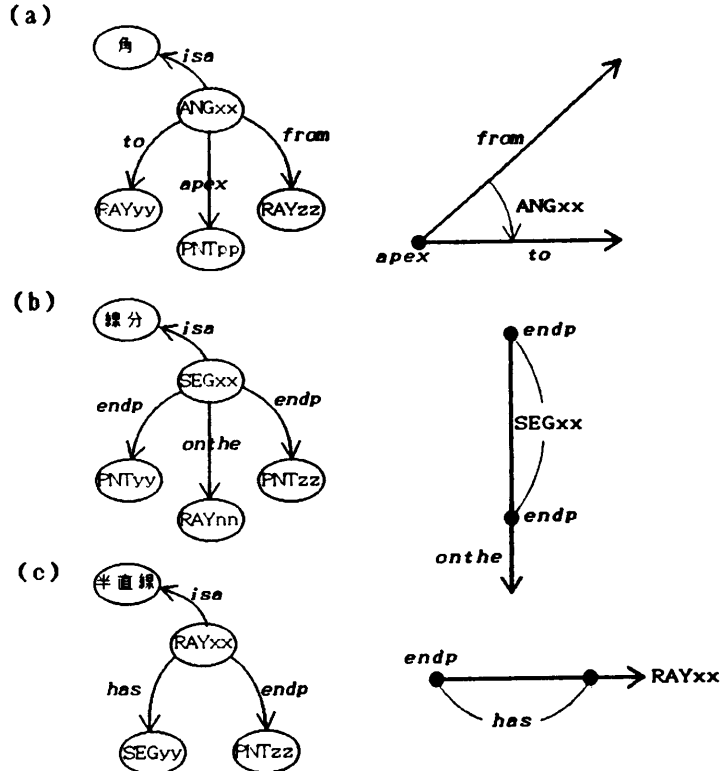 (a)
角
isa
ANGxx
to
apex
from
RAYyy
RAYzz
PNTpp
from
ANGxx
apex
to
(b)
線分
isa
SEGxx
endp
onthe
endp
PNTyy
PNTzz
RAYnn
endp
SEGxx
endp
onthe
(c)
半直線
isa
RAYxx
has
endp
SEGyy
PNTzz
endp
RAYxx
has